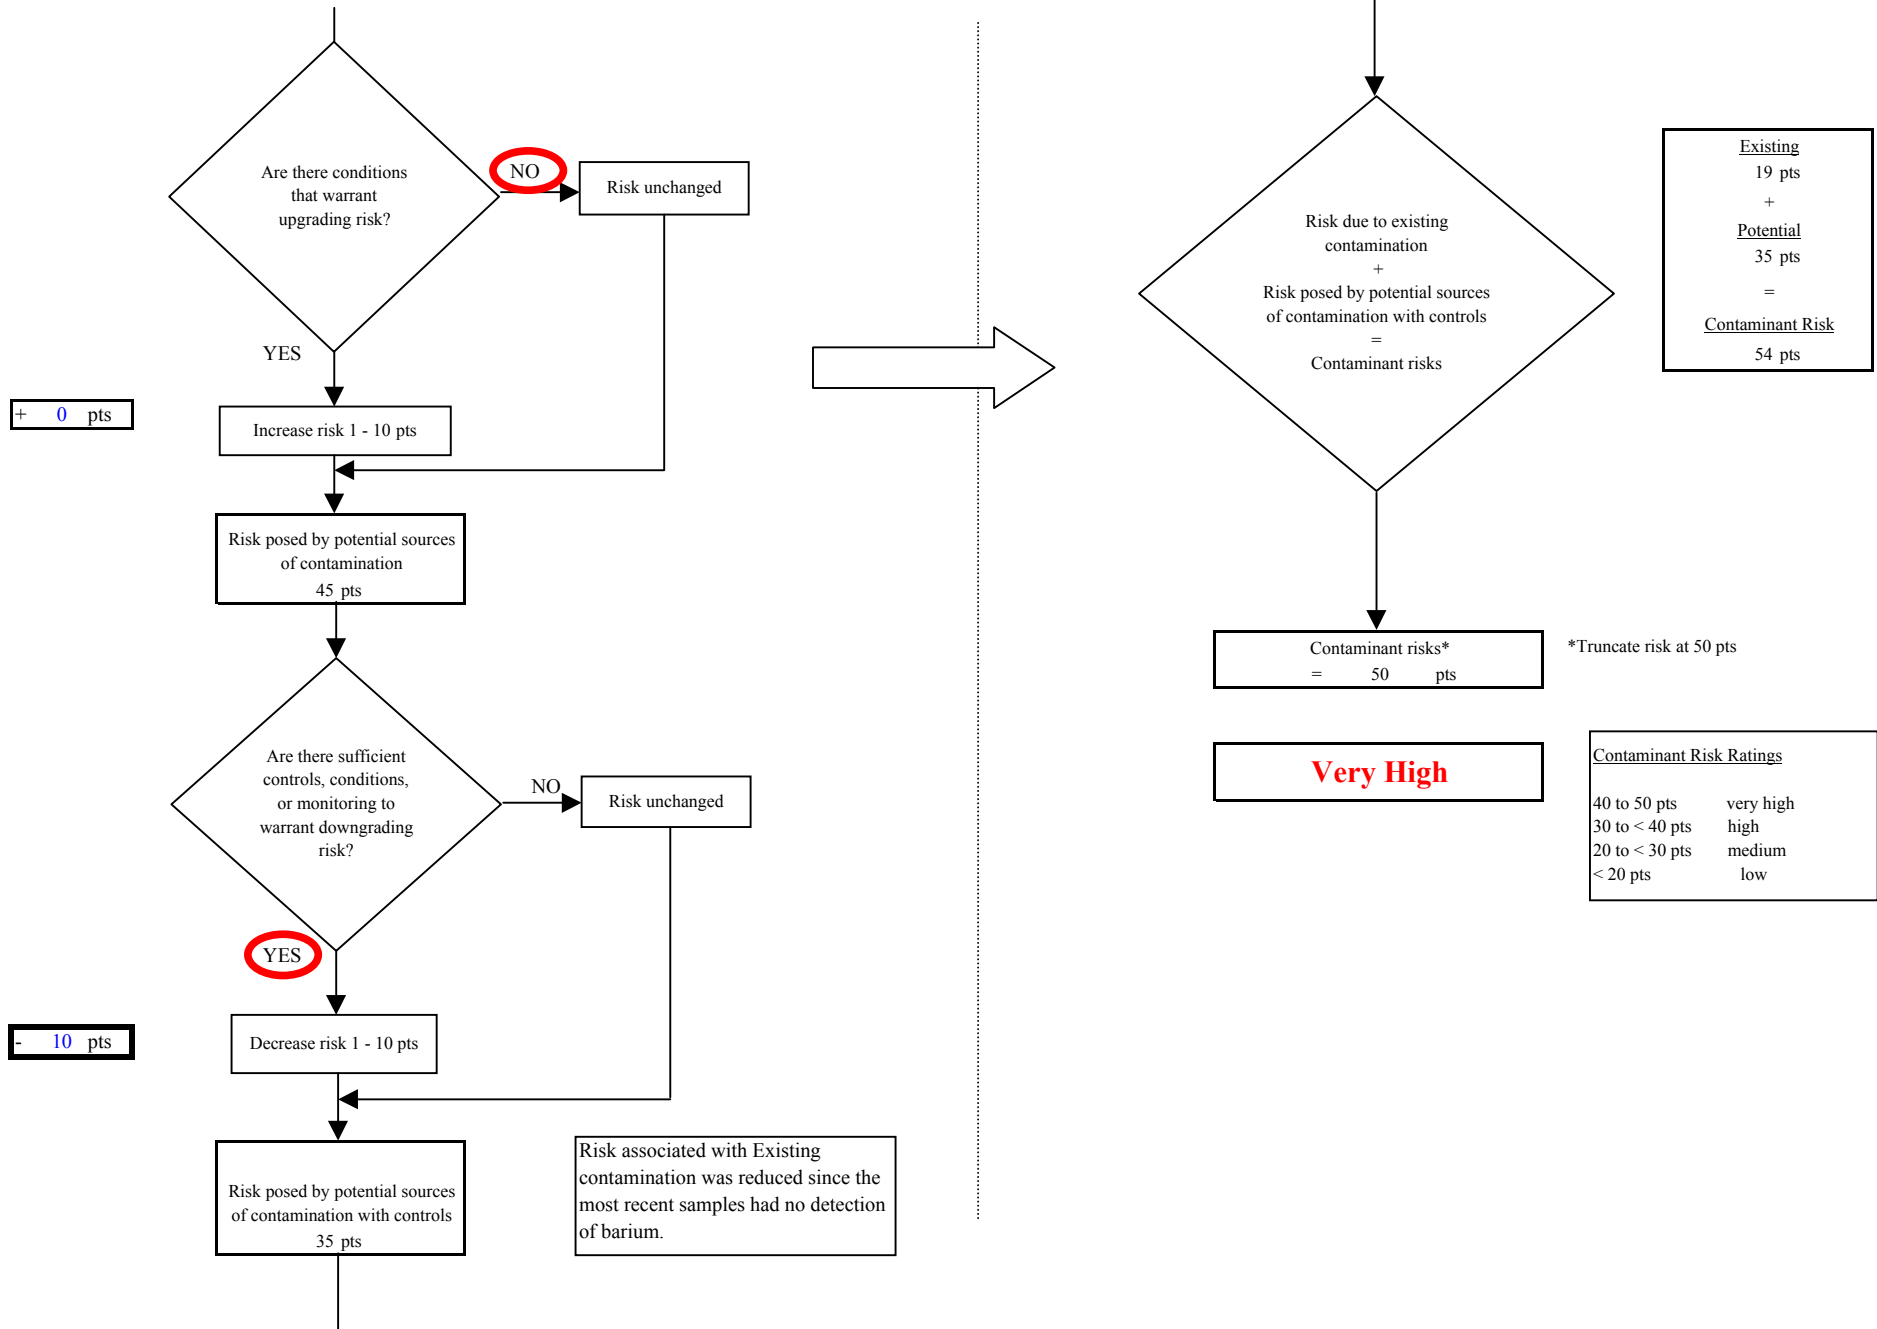 Are there conditions
that warrant
upgrading risk?
NO
Risk unchanged
YES
+ 0 pts
Increase risk 1 - 10 pts
Risk posed by potential sources
of contamination
45 pts
Are there sufficient
controls, conditions,
or monitoring to
warrant downgrading
risk?
NO
Risk unchanged
YES
- 10 pts
Decrease risk 1 - 10 pts
Risk posed by potential sources
of contamination with controls
35 pts
Risk associated with Existing
contamination was reduced since the
most recent samples had no detection
of barium.
Risk due to existing
contamination
+
Risk posed by potential sources
of contamination with controls
=
Contaminant risks
Existing
19 pts
+
Potential
35 pts
=
Contaminant Risk
54 pts
Contaminant risks*
= 50 pts
*Truncate risk at 50 pts
Very High
Contaminant Risk Ratings
40 to 50 pts very high
30 to < 40 pts high
20 to < 30 pts medium
< 20 pts low